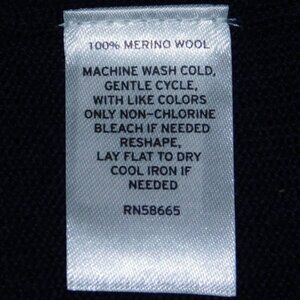 100% MERINO WOOL
MACHINE WASH COLD,
GENTLE CYCLE,
WITH LIKE COLORS
ONLY NON-CHLORINE
BLEACH IF NEEDED
RESHAPE,
LAY FLAT TO DRY
COOL IRON IF
NEEDED
RN58665